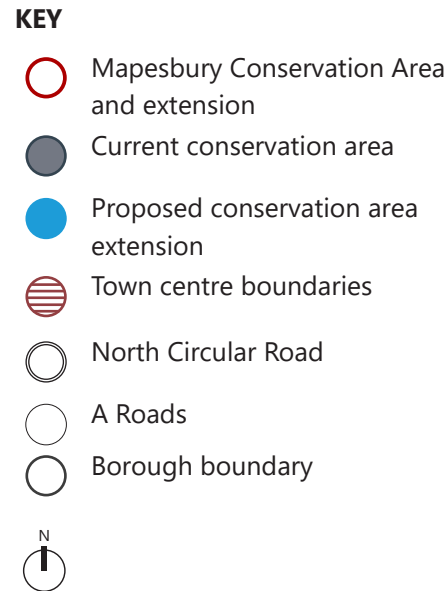 KEY
Mapesbury Conservation Area
and extension
Current conservation area
Proposed conservation area
extension
Town centre boundaries
North Circular Road
A Roads
Borough boundary
N